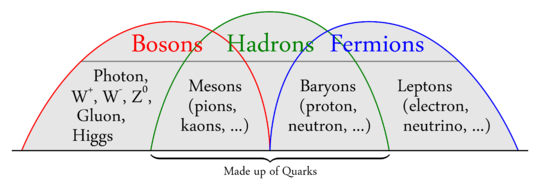 Bosons Hadrons Fermions
Photon,
W⁺, W⁻, Z⁰,
Gluon,
Higgs
Mesons
(pions,
kaons, ...)
Baryons
(proton,
neutron, ...)
Leptons
(electron,
neutrino, ...)
Made up of Quarks